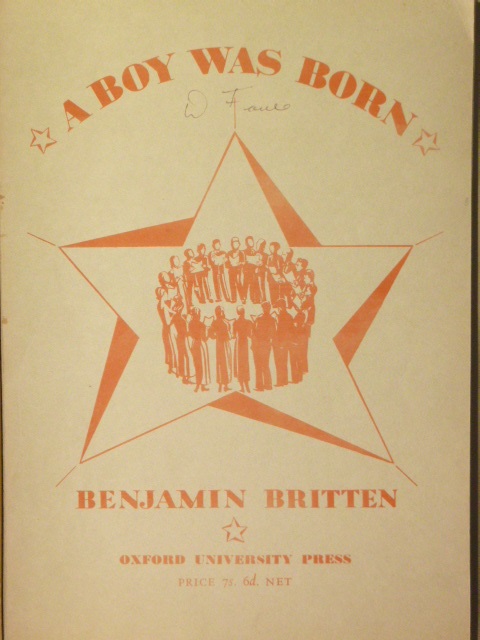 A BOY WAS BORN
BENJAMIN BRITTEN
OXFORD UNIVERSITY PRESS
PRICE 7s. 6d. NET